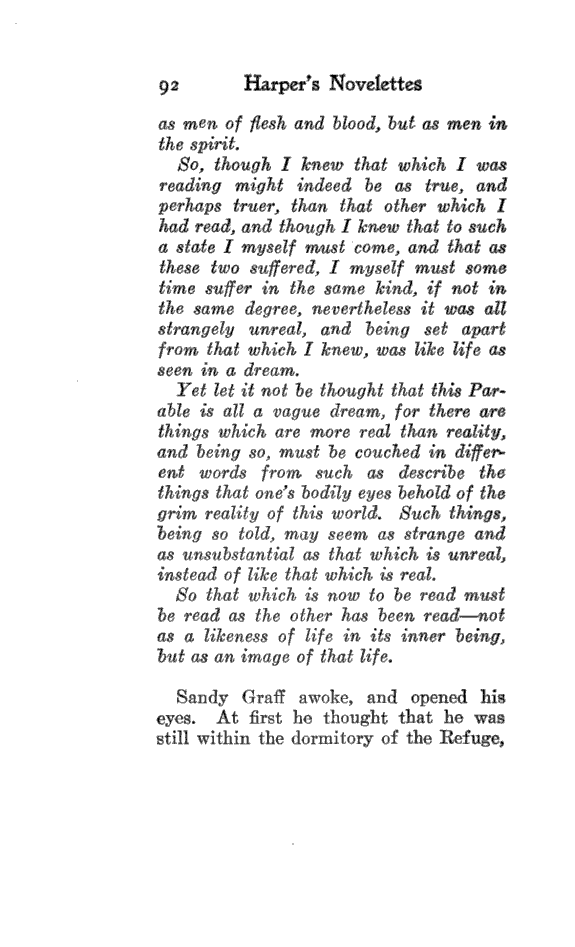 92 Harper's Novelettes
as men of flesh and blood, but as men in
the spirit.
So, though I knew that which I was
reading might indeed be as true, and
perhaps truer, than that other which I
had read, and though I knew that to such
a state I myself must come, and that as
these two suffered, I myself must some
time suffer in the same kind, if not in
the same degree, nevertheless it was all
strangely unreal, and being set apart
from that which I knew, was like life as
seen in a dream.
Yet let it not be thought that this Par-
able is all a vague dream, for there are
things which are more real than reality,
and being so, must be couched in differ-
ent words from such as describe the
things that one's bodily eyes behold of the
grim reality of this world. Such things,
being so told, may seem as strange and
as unsubstantial as that which is unreal,
instead of like that which is real.
So that which is now to be read must
be read as the other has been read—not
as a likeness of life in its inner being,
but as an image of that life.
Sandy Graff awoke, and opened his
eyes. At first he thought that he was
still within the dormitory of the Refuge,